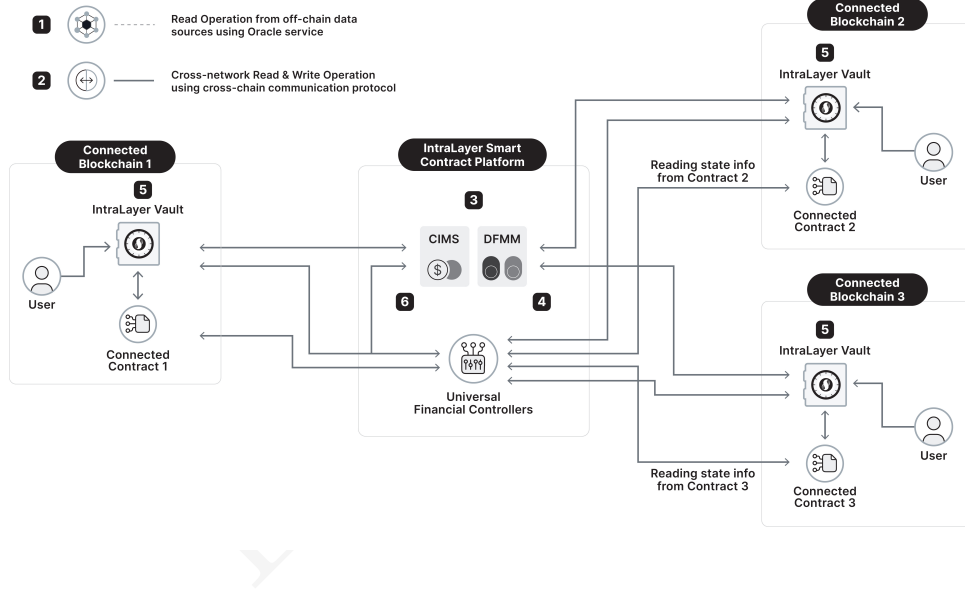 1
Read Operation from off-chain data
sources using Oracle service
2
Cross-network Read & Write Operation
using cross-chain communication protocol
Connected
Blockchain 1
5
IntraLayer Vault
User
Connected
Contract 1
IntraLayer Smart
Contract Platform
3
CIMS
DFMM
$
6
4
Universal
Financial Controllers
Connected
Blockchain 2
5
IntraLayer Vault
Reading state info
from Contract 2
User
Connected
Contract 2
Connected
Blockchain 3
5
IntraLayer Vault
User
Reading state info
from Contract 3
Connected
Contract 3